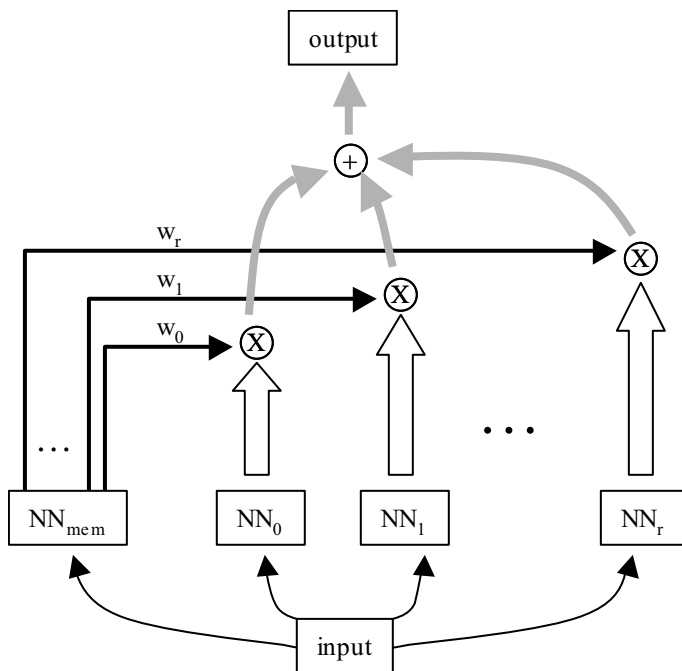 output
+
w_r
X
w_1
X
w_0
X
...
...
NN_mem
NN_0
NN_1
NN_r
input